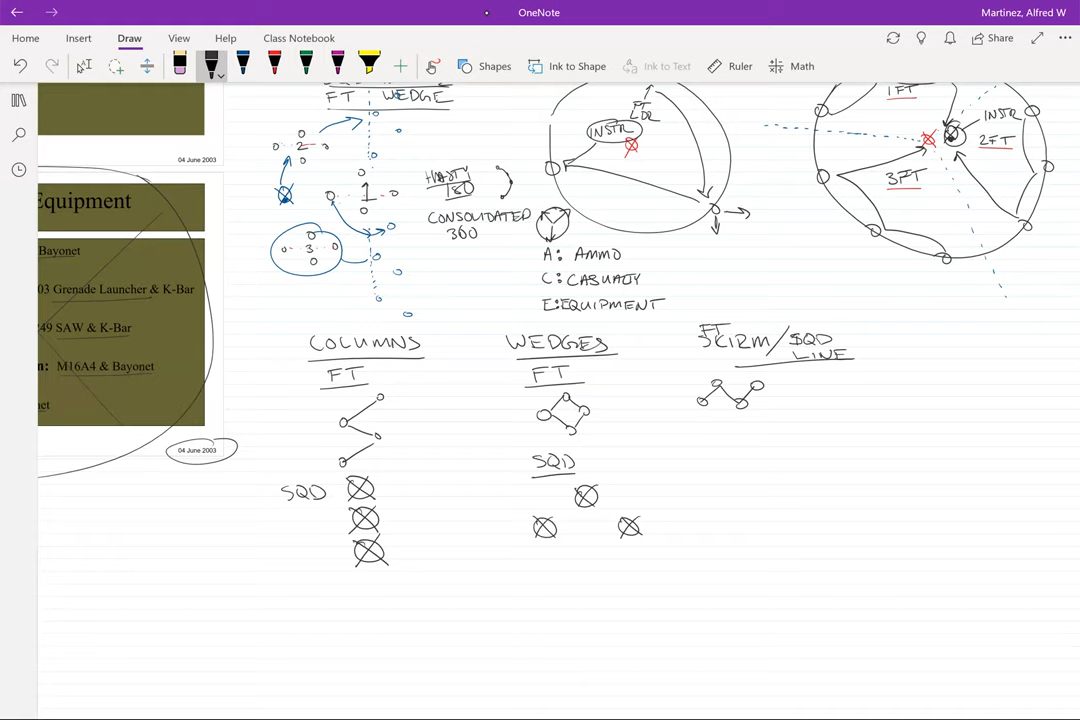 OneNote
Martinez, Alfred W
Home
Insert
Draw
View
Help
Class Notebook
Share
Shapes
Ink to Shape
Ink to Text
Ruler
Math
04 June 2003
Equipment
Bayonet
03 Grenade Launcher & K-Bar
249 SAW & K-Bar
n: M16A4 & Bayonet
net
04 June 2003
FT WEDGE
2
1
3
HASTY
180
CONSOLIDATED
360
FT
LDR
INSTR
A: AMMO
C: CASUALTY
E: EQUIPMENT
1FT
INSTR
2FT
3FT
COLUMNS
FT
SQD
WEDGES
FT
SQD
FT
SKIRM/SQD
LINE